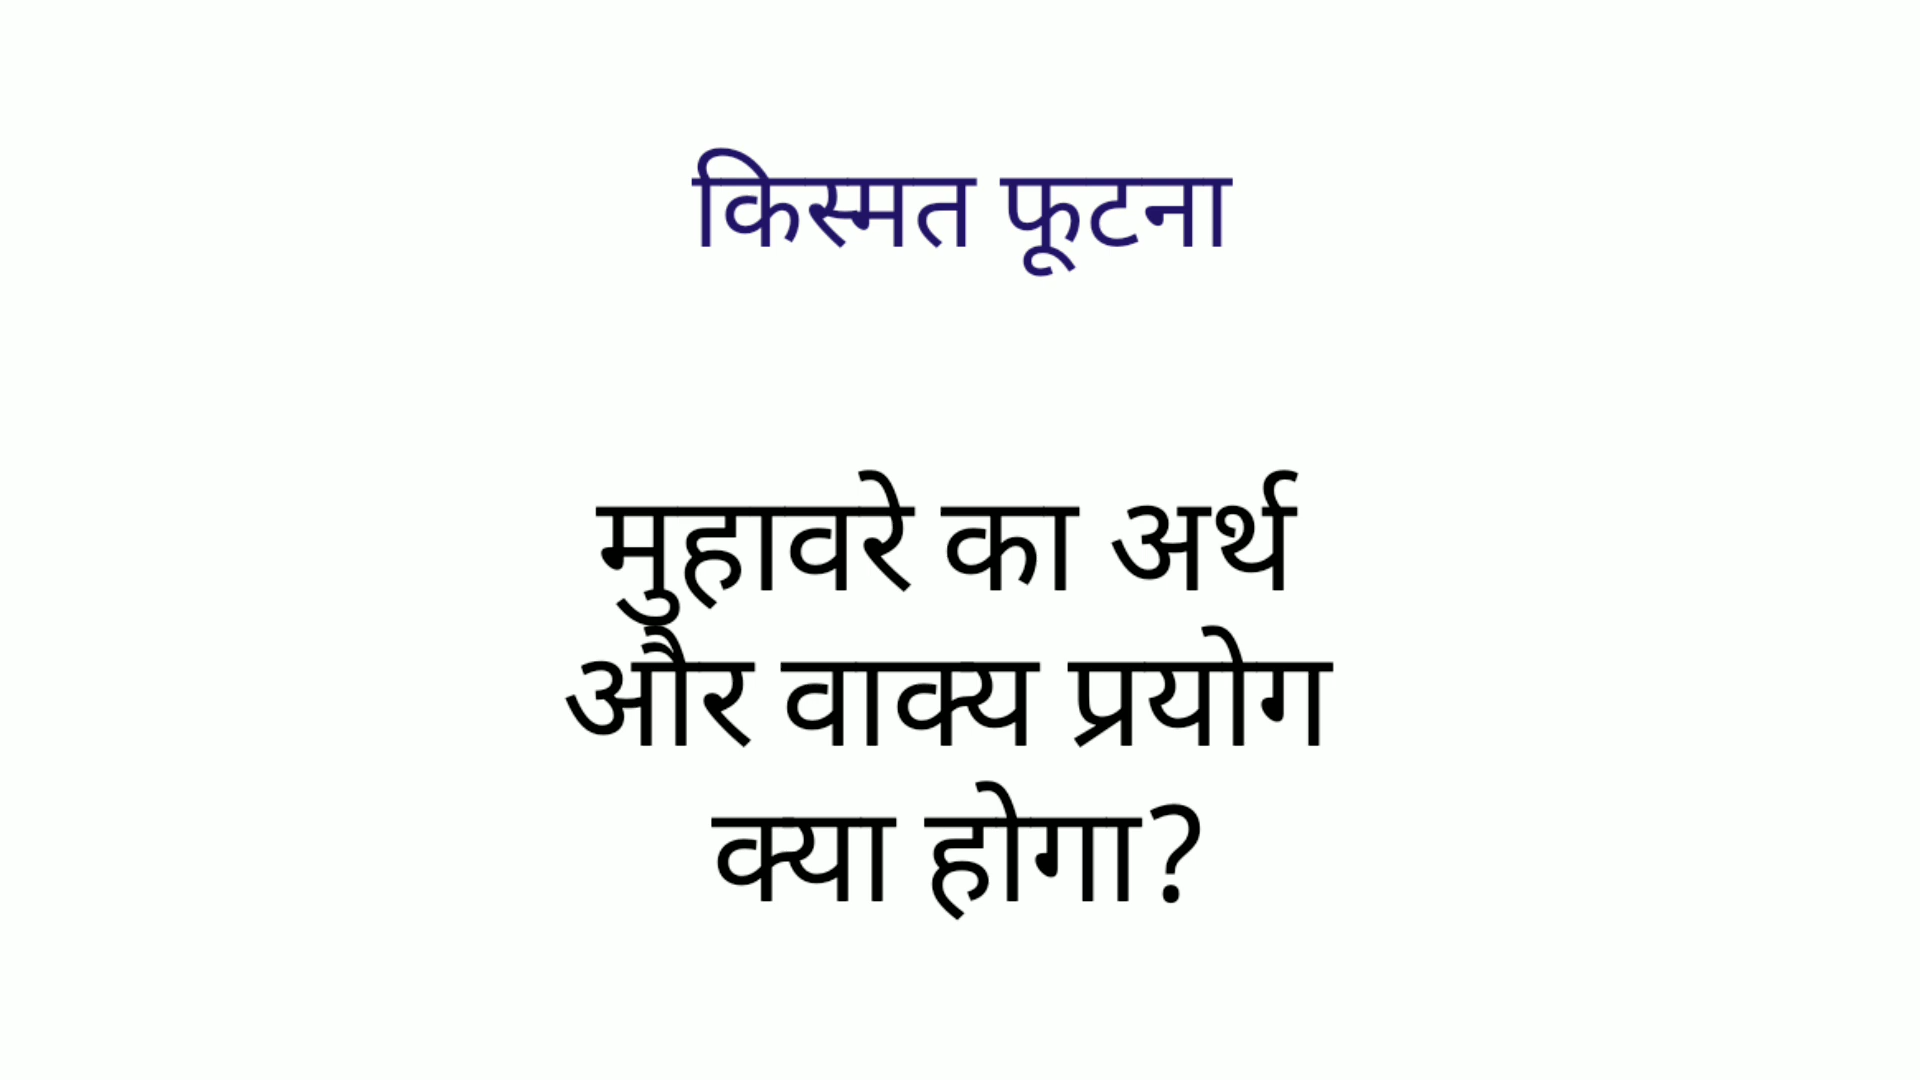 किस्मत फूटना
मुहावरे का अर्थ
और वाक्य प्रयोग
क्या होगा?